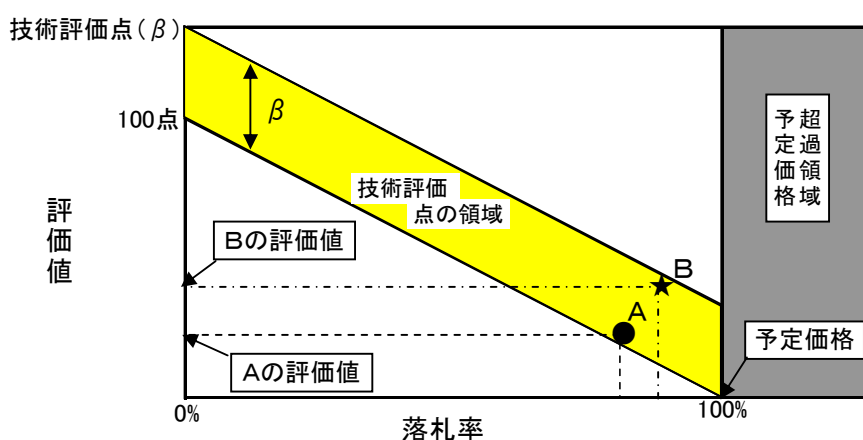 技術評価点(β)
100点
β
技術評価
点の領域
予定価格
超過領域
評価値
Bの評価値
B
A
Aの評価値
予定価格
0%
100%
落札率